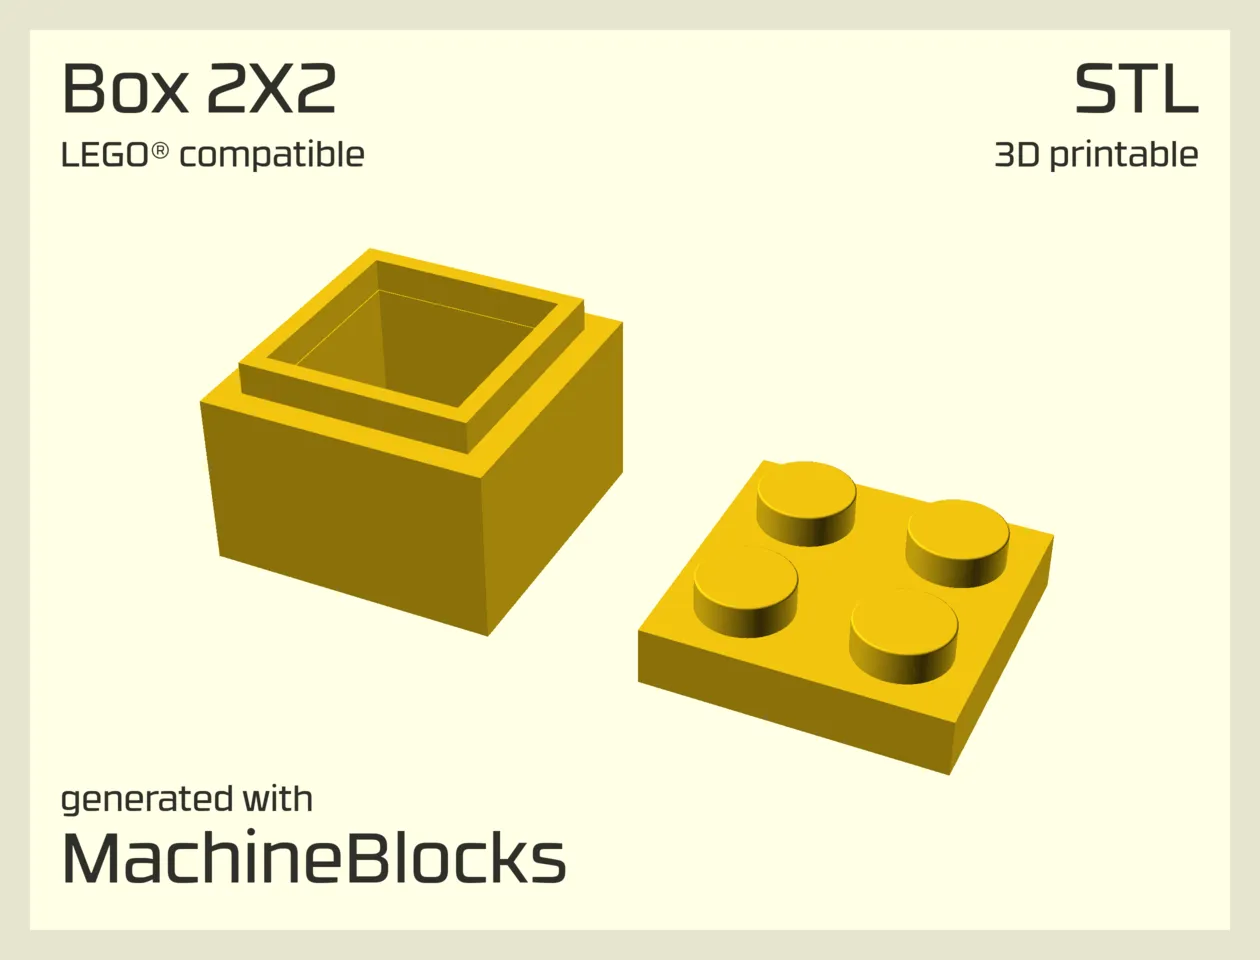 Box 2X2
LEGO® compatible
STL
3D printable
generated with
MachineBlocks